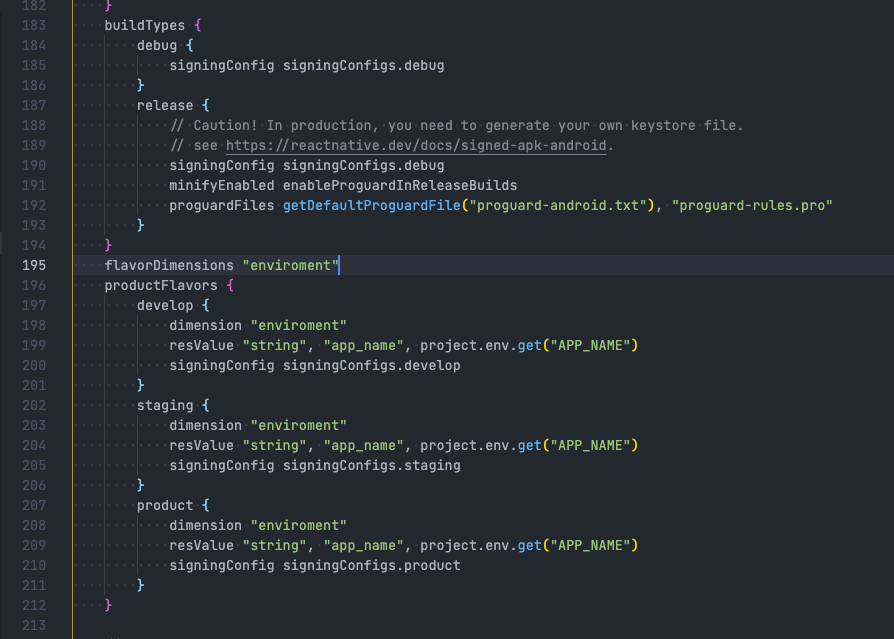 182 }
183 buildTypes {
184 debug {
185 signingConfig signingConfigs.debug
186 }
187 release {
188 // Caution! In production, you need to generate your own keystore file.
189 // see https://reactnative.dev/docs/signed-apk-android.
190 signingConfig signingConfigs.debug
191 minifyEnabled enableProguardInReleaseBuilds
192 proguardFiles getDefaultProguardFile("proguard-android.txt"), "proguard-rules.pro"
193 }
194 }
195 flavorDimensions "enviroment"
196 productFlavors {
197 develop {
198 dimension "enviroment"
199 resValue "string", "app_name", project.env.get("APP_NAME")
200 signingConfig signingConfigs.develop
201 }
202 staging {
203 dimension "enviroment"
204 resValue "string", "app_name", project.env.get("APP_NAME")
205 signingConfig signingConfigs.staging
206 }
207 product {
208 dimension "enviroment"
209 resValue "string", "app_name", project.env.get("APP_NAME")
210 signingConfig signingConfigs.product
211 }
212 }
213